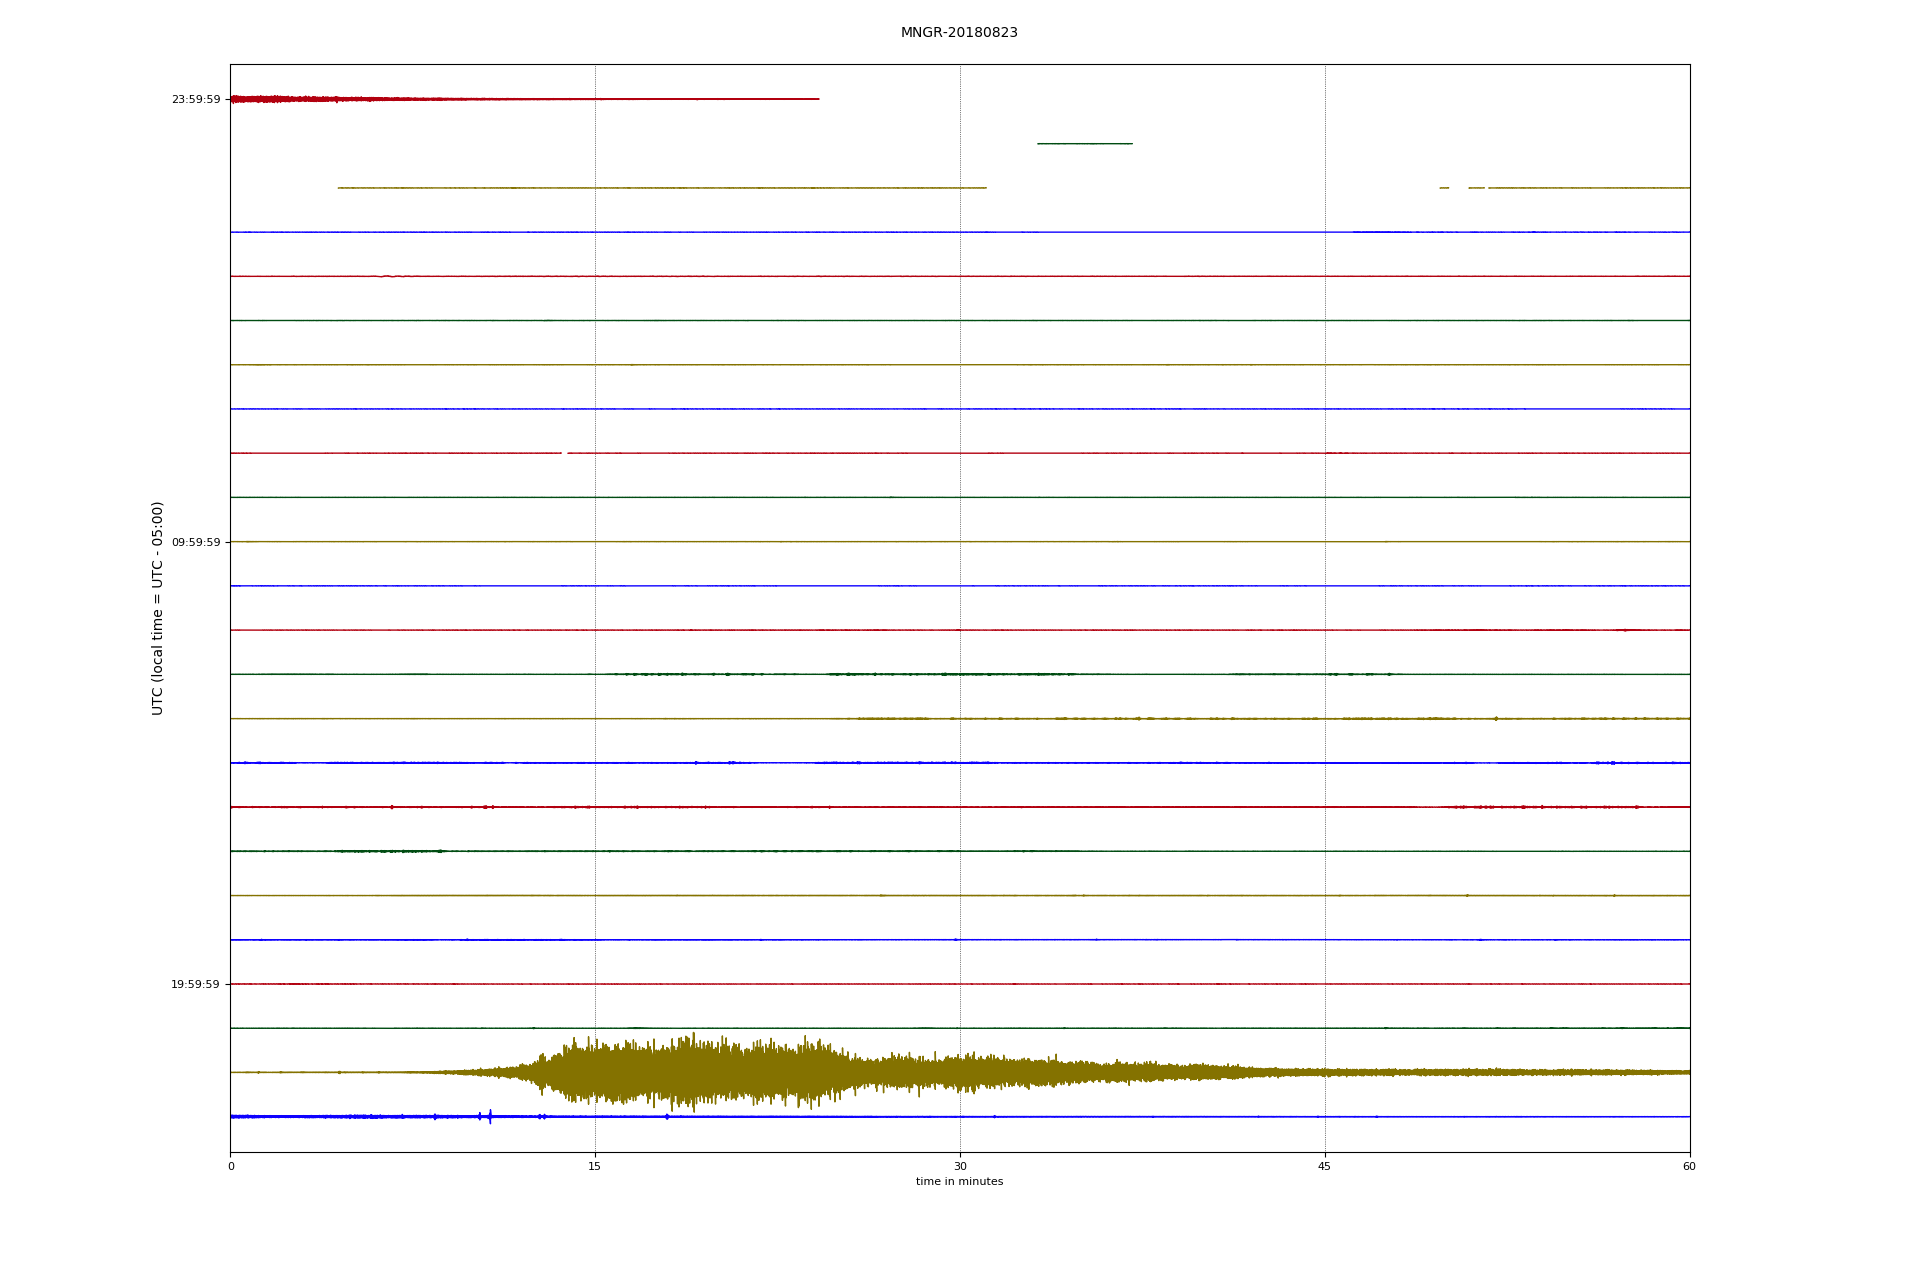 MNGR-20180823
23:59:59
09:59:59
19:59:59
UTC (local time = UTC - 05:00)
0 15 30 45 60
time in minutes